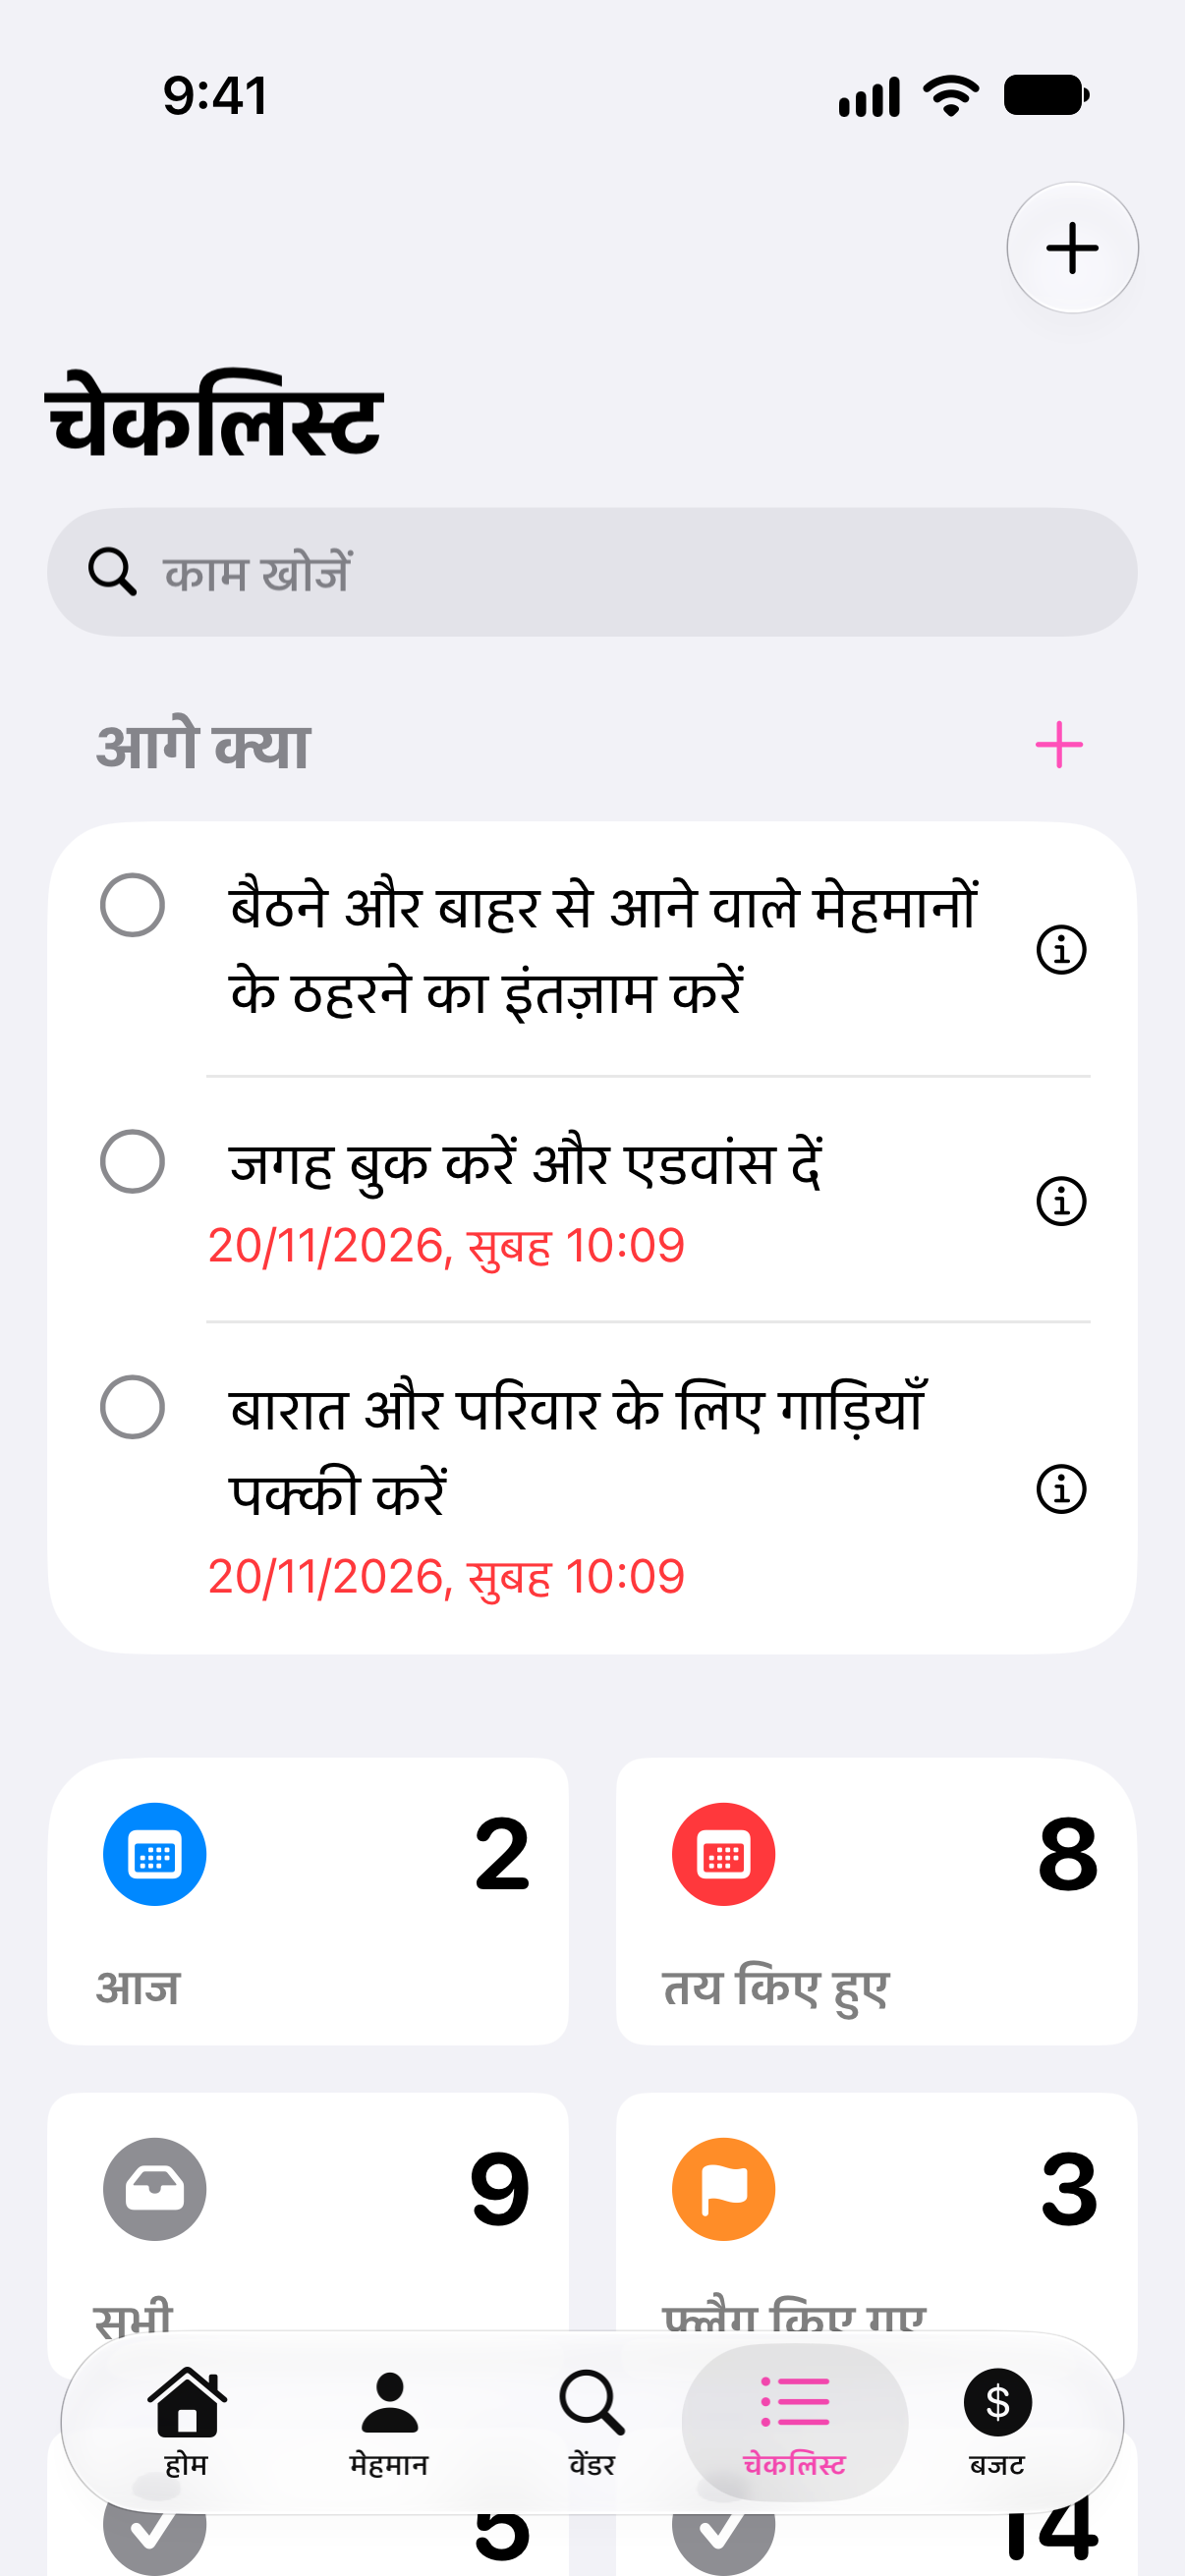 9:41
चेकलिस्ट
काम खोजें
आगे क्या
बैठने और बाहर से आने वाले मेहमानों
के ठहरने का इंतज़ाम करें
जगह बुक करें और एडवांस दें
20/11/2026, सुबह 10:09
बारात और परिवार के लिए गाड़ियाँ
पक्की करें
20/11/2026, सुबह 10:09
2
8
आज
तय किए हुए
9
3
सभी
फ्लैग किए गए
होम
मेहमान
वेंडर
चेकलिस्ट
बजट
5
14